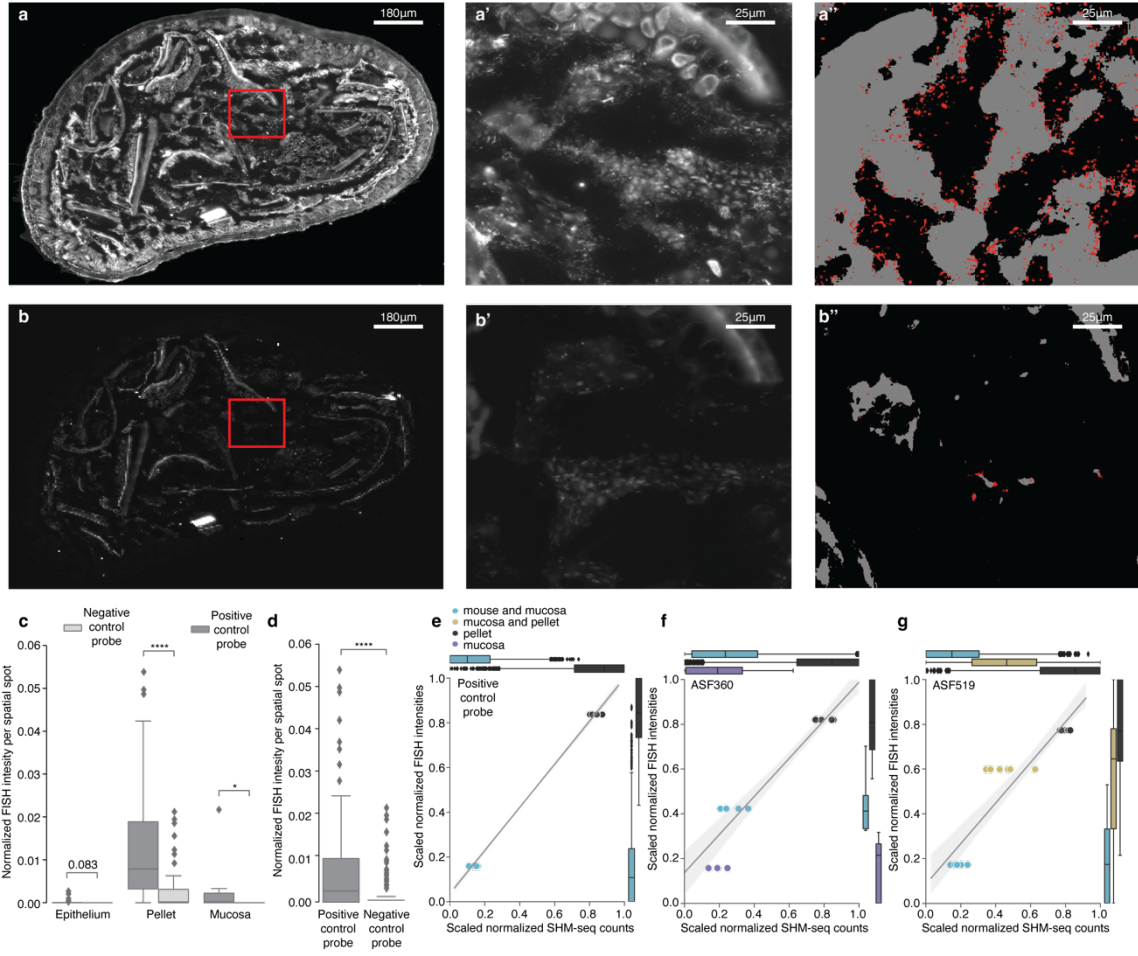 a
180µm
a'
25µm
a"
25µm
b
180µm
b'
25µm
b"
25µm
c
Negative
control
probe
Positive
control
probe
Normalized FISH intesity per spatial spot
0.06
0.05
0.04
0.03
0.02
0.01
0.00
0.083
****
*
Epithelium
Pellet
Mucosa
d
Normalized FISH intesity per spatial spot
0.06
0.05
0.04
0.03
0.02
0.01
0.00
****
Positive
control
probe
Negative
control
probe
mouse and mucosa
mucosa and pellet
pellet
mucosa
e
Positive
control
probe
Scaled normalized FISH intensities
1.0
0.8
0.6
0.4
0.2
0.0
0.0 0.2 0.4 0.6 0.8 1.0
Scaled normalized SHM-seq counts
f
ASF360
Scaled normalized FISH intensities
1.0
0.8
0.6
0.4
0.2
0.0
0.0 0.2 0.4 0.6 0.8 1.0
Scaled normalized SHM-seq counts
g
ASF519
Scaled normalized FISH intensities
1.0
0.8
0.6
0.4
0.2
0.0
0.0 0.2 0.4 0.6 0.8 1.0
Scaled normalized SHM-seq counts